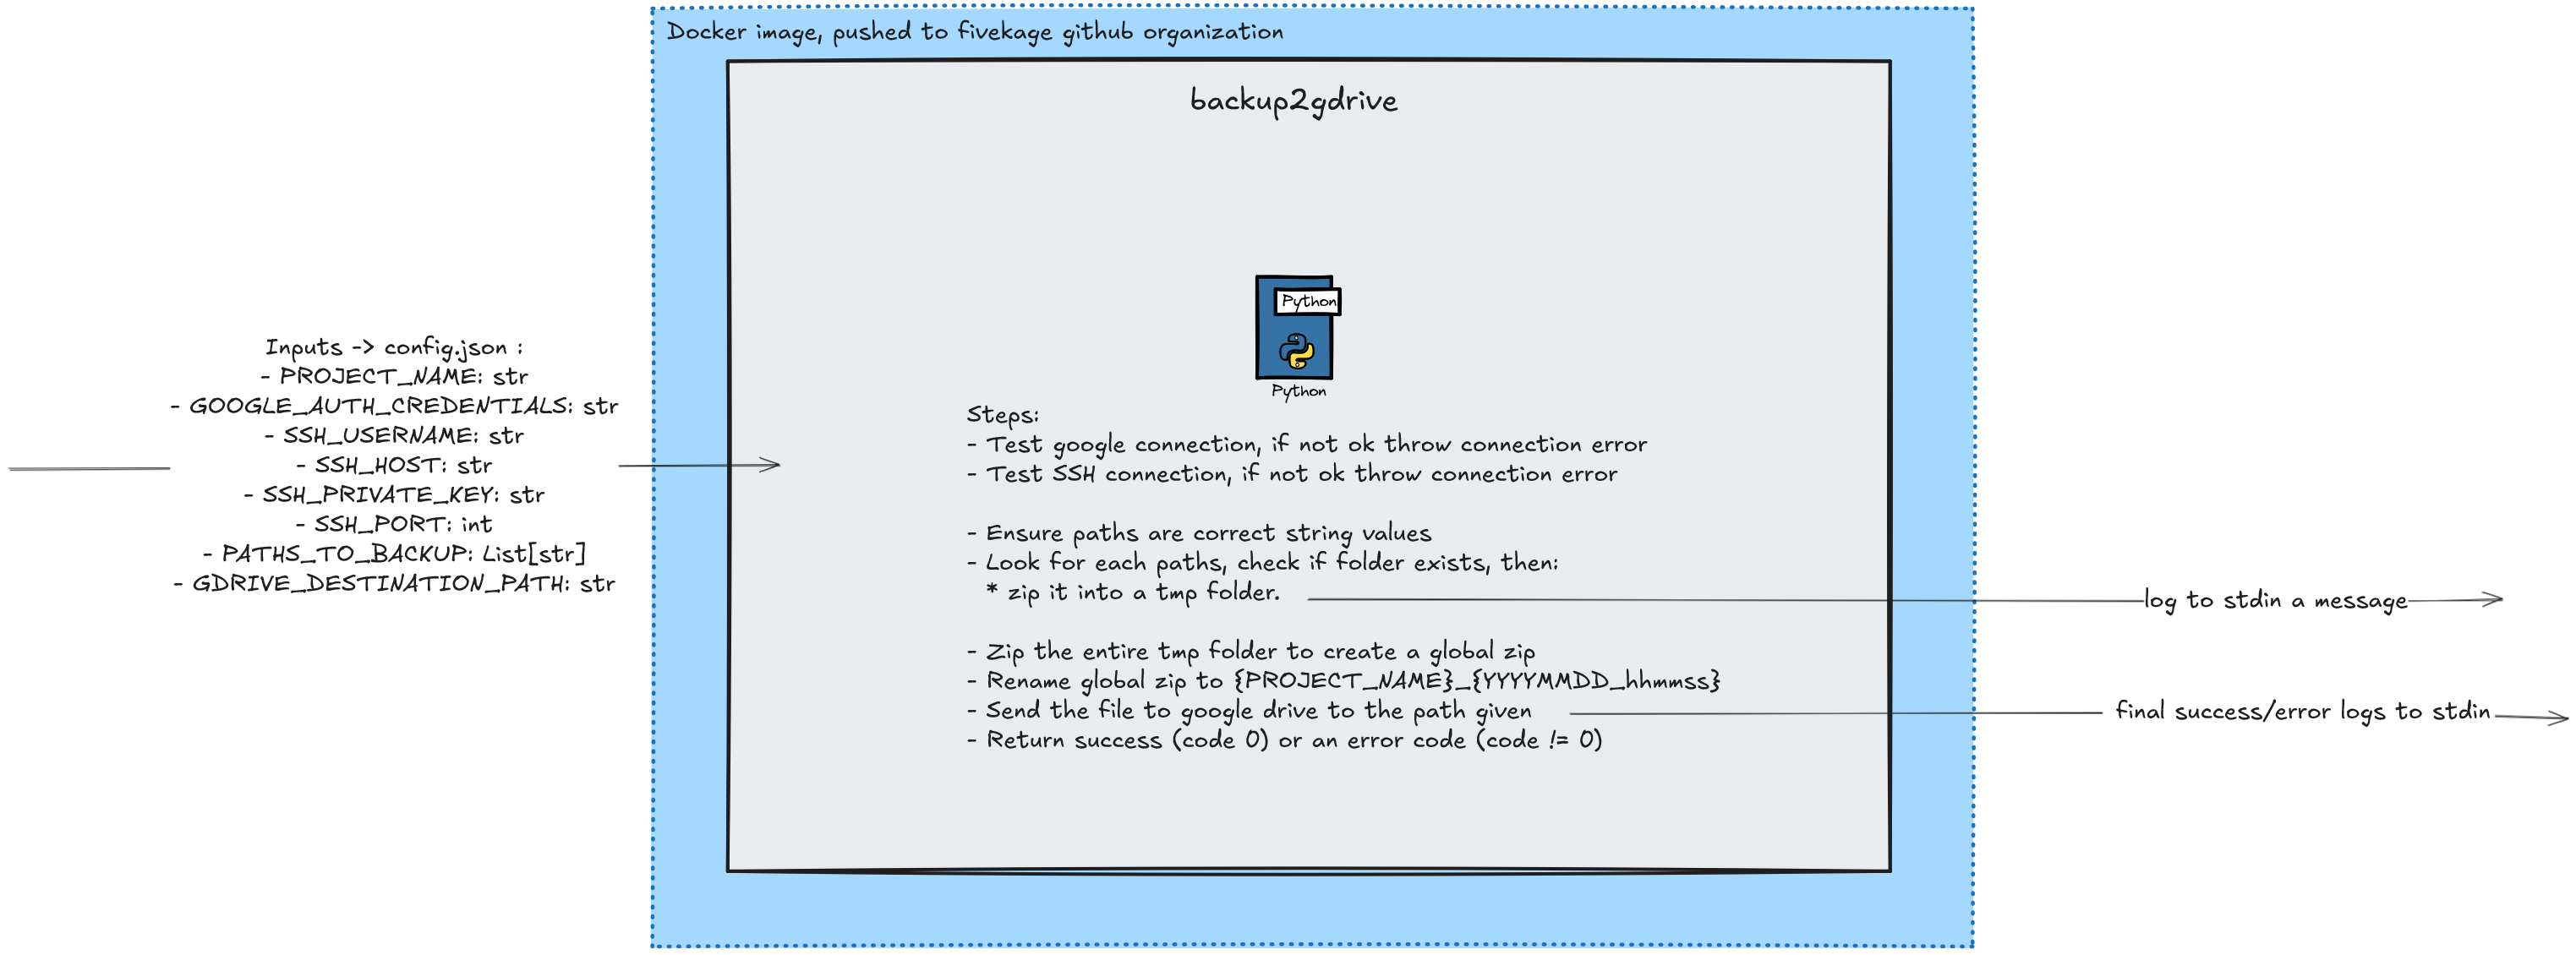 Docker image, pushed to fivekage github organization
backup2gdrive
Python
Python
Inputs -> config.json :
- PROJECT_NAME: str
- GOOGLE_AUTH_CREDENTIALS: str
- SSH_USERNAME: str
- SSH_HOST: str
- SSH_PRIVATE_KEY: str
- SSH_PORT: int
- PATHS_TO_BACKUP: List[str]
- GDRIVE_DESTINATION_PATH: str
Steps:
- Test google connection, if not ok throw connection error
- Test SSH connection, if not ok throw connection error
- Ensure paths are correct string values
- Look for each paths, check if folder exists, then:
* zip it into a tmp folder.
- Zip the entire tmp folder to create a global zip
- Rename global zip to {PROJECT_NAME}_{YYYYMMDD_hhmmss}
- Send the file to google drive to the path given
- Return success (code 0) or an error code (code != 0)
log to stdin a message
final success/error logs to stdin